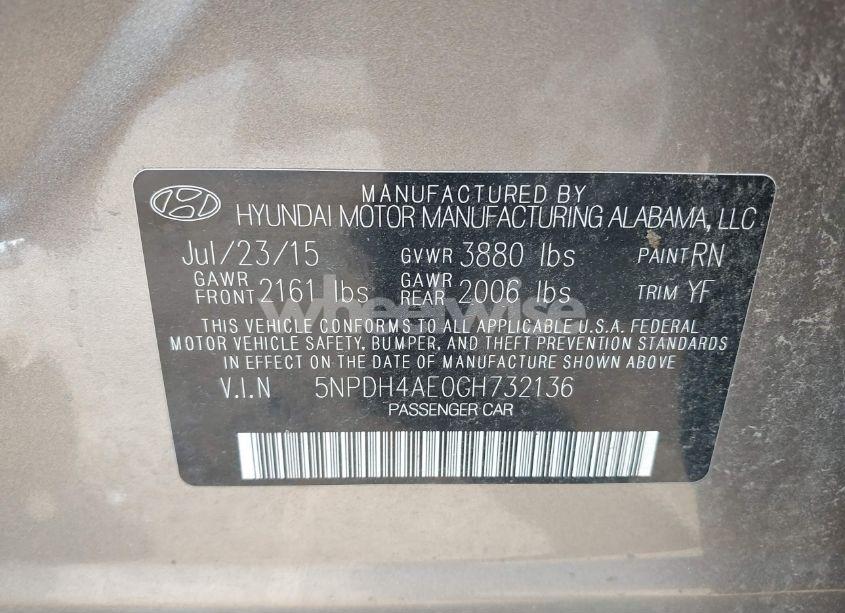 MANUFACTURED BY
HYUNDAI MOTOR MANUFACTURING ALABAMA, LLC
Jul/23/15 GVWR 3880 lbs PAINT RN
GAWR FRONT 2161 lbs GAWR REAR 2006 lbs TRIM YF
wheelwise
THIS VEHICLE CONFORMS TO ALL APPLICABLE U.S.A. FEDERAL
MOTOR VEHICLE SAFETY, BUMPER, AND THEFT PREVENTION STANDARDS
IN EFFECT ON THE DATE OF MANUFACTURE SHOWN ABOVE
V.I.N 5NPDH4AE0GH732136
PASSENGER CAR